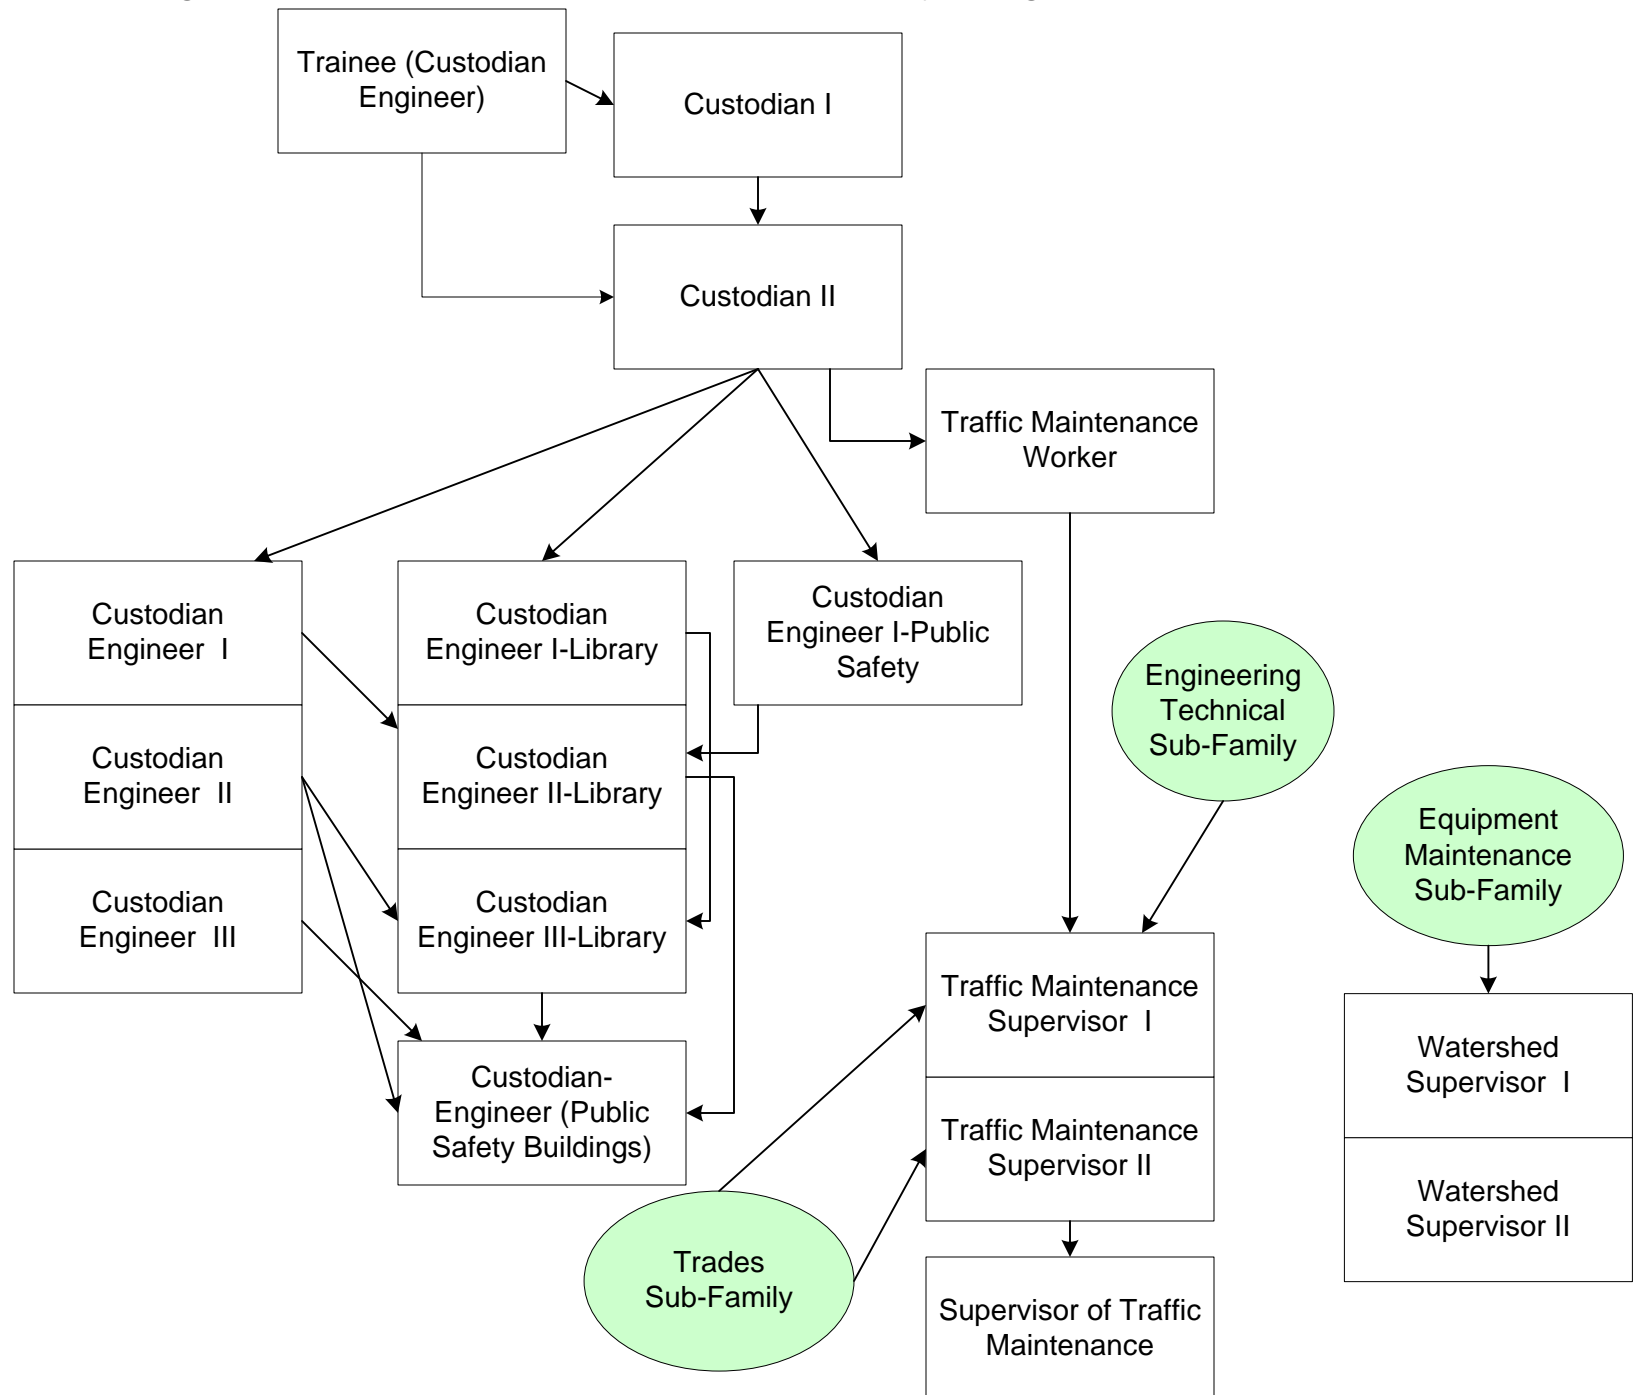 Trainee (Custodian
Engineer)
Custodian I
Custodian II
Traffic Maintenance
Worker
Custodian
Engineer I
Custodian
Engineer I-Library
Custodian
Engineer I-Public
Safety
Engineering
Technical
Sub-Family
Custodian
Engineer II
Custodian
Engineer II-Library
Equipment
Maintenance
Sub-Family
Custodian
Engineer III
Custodian
Engineer III-Library
Traffic Maintenance
Supervisor I
Watershed
Supervisor I
Custodian-
Engineer (Public
Safety Buildings)
Traffic Maintenance
Supervisor II
Watershed
Supervisor II
Trades
Sub-Family
Supervisor of Traffic
Maintenance